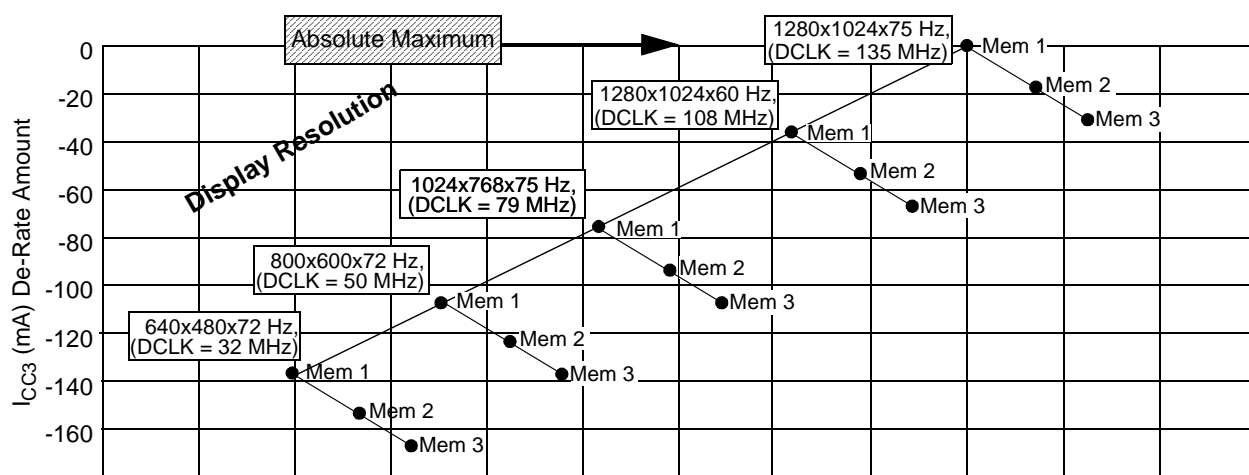 Absolute Maximum
1280x1024x75 Hz,
(DCLK = 135 MHz)
Mem 1
Mem 2
Mem 3
1280x1024x60 Hz,
(DCLK = 108 MHz)
Mem 1
Mem 2
Mem 3
Display Resolution
1024x768x75 Hz,
(DCLK = 79 MHz)
Mem 1
Mem 2
Mem 3
800x600x72 Hz,
(DCLK = 50 MHz)
Mem 1
Mem 2
Mem 3
640x480x72 Hz,
(DCLK = 32 MHz)
Mem 1
Mem 2
Mem 3
0
-20
-40
-60
-80
-100
-120
-140
-160
ICC3 (mA) De-Rate Amount